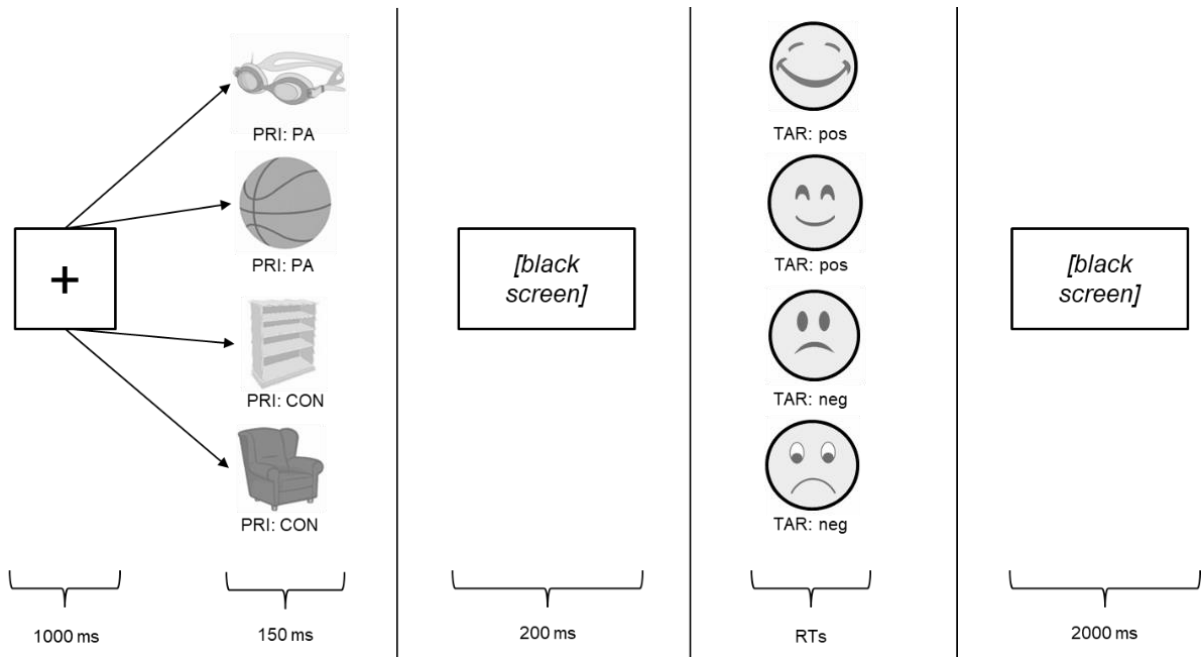 +
PRI: PA
PRI: PA
PRI: CON
PRI: CON
1000 ms
150 ms
[black
screen]
200 ms
TAR: pos
TAR: pos
TAR: neg
TAR: neg
RTs
[black
screen]
2000 ms